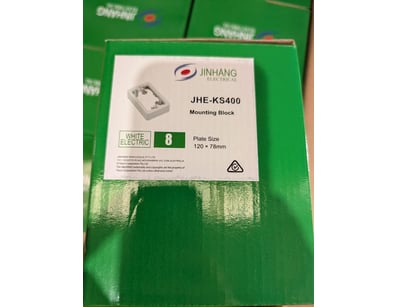 JINHANG
ELECTRICAL
JHE-KS400
Mounting Block
WHITE
ELECTRIC
8
Plate Size
120 × 78mm